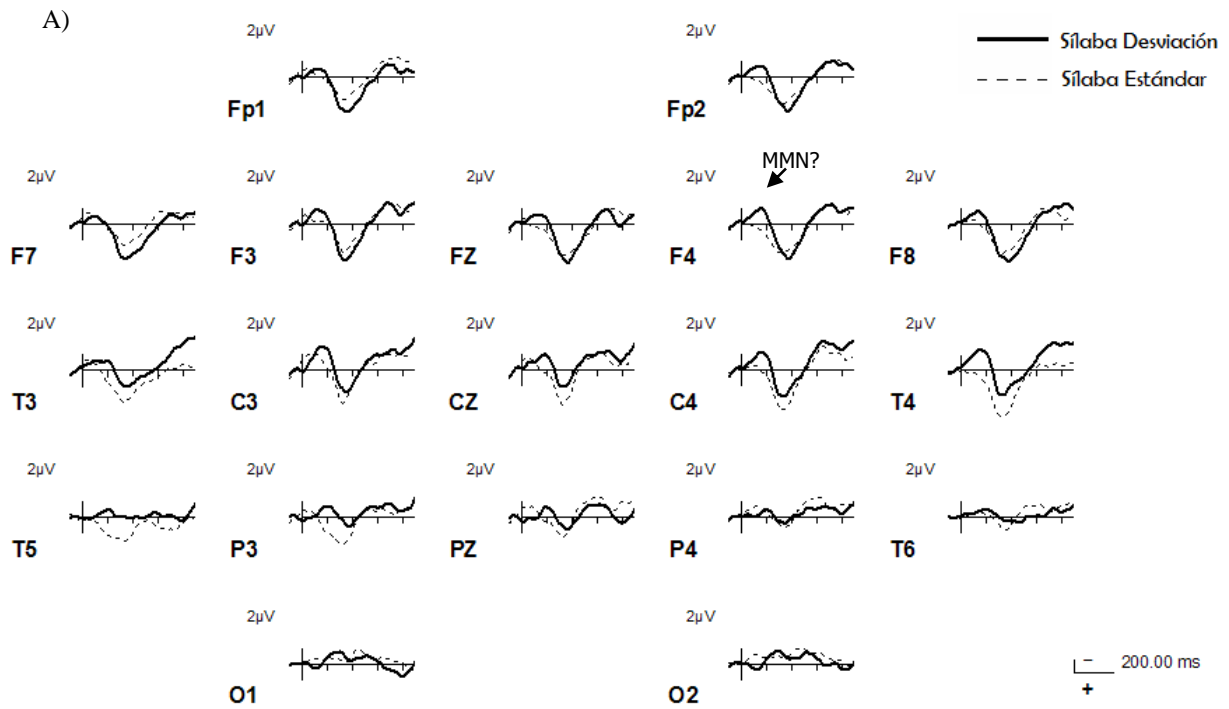 A)
2µV
2µV
Sílaba Desviación
Sílaba Estándar
Fp1
Fp2
MMN?
2µV
2µV
2µV
2µV
2µV
F7
F3
FZ
F4
F8
2µV
2µV
2µV
2µV
2µV
T3
C3
CZ
C4
T4
2µV
2µV
2µV
2µV
2µV
T5
P3
PZ
P4
T6
2µV
2µV
O1
O2
− 200.00 ms
+